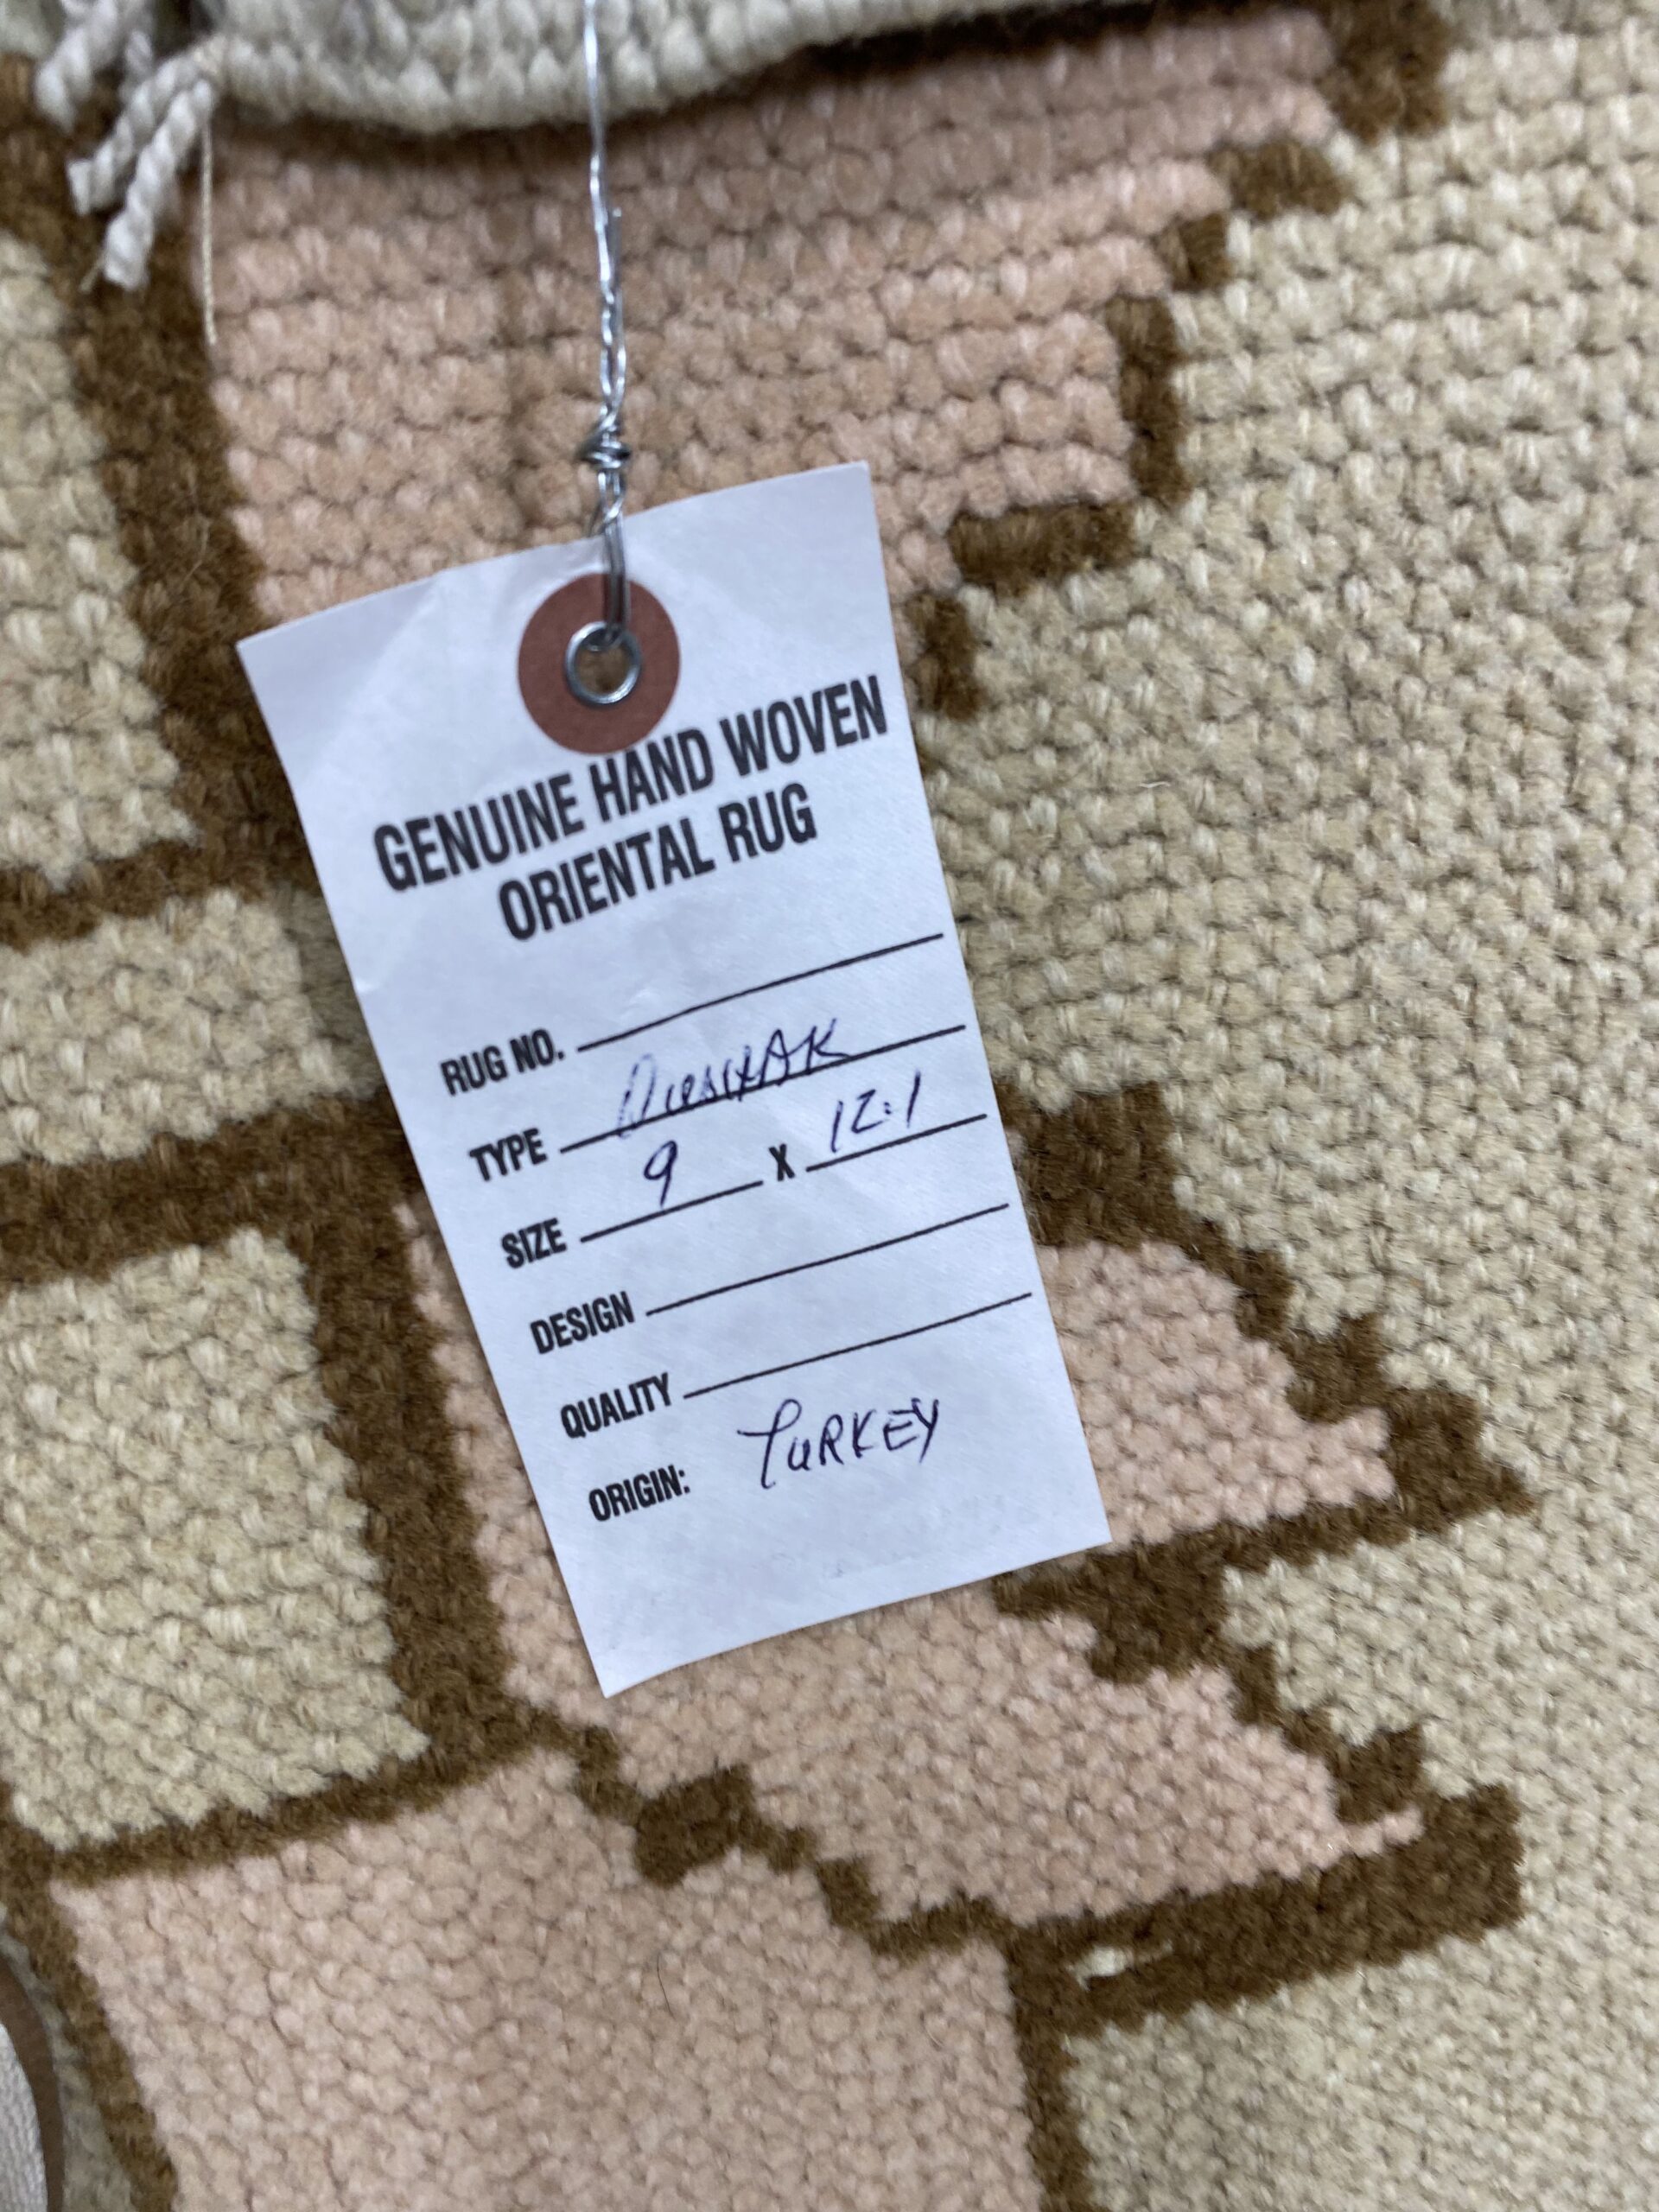 GENUINE HAND WOVEN
ORIENTAL RUG
RUG NO.
TYPE
SIZE 9 X 12.1
DESIGN
QUALITY
ORIGIN: TURKEY